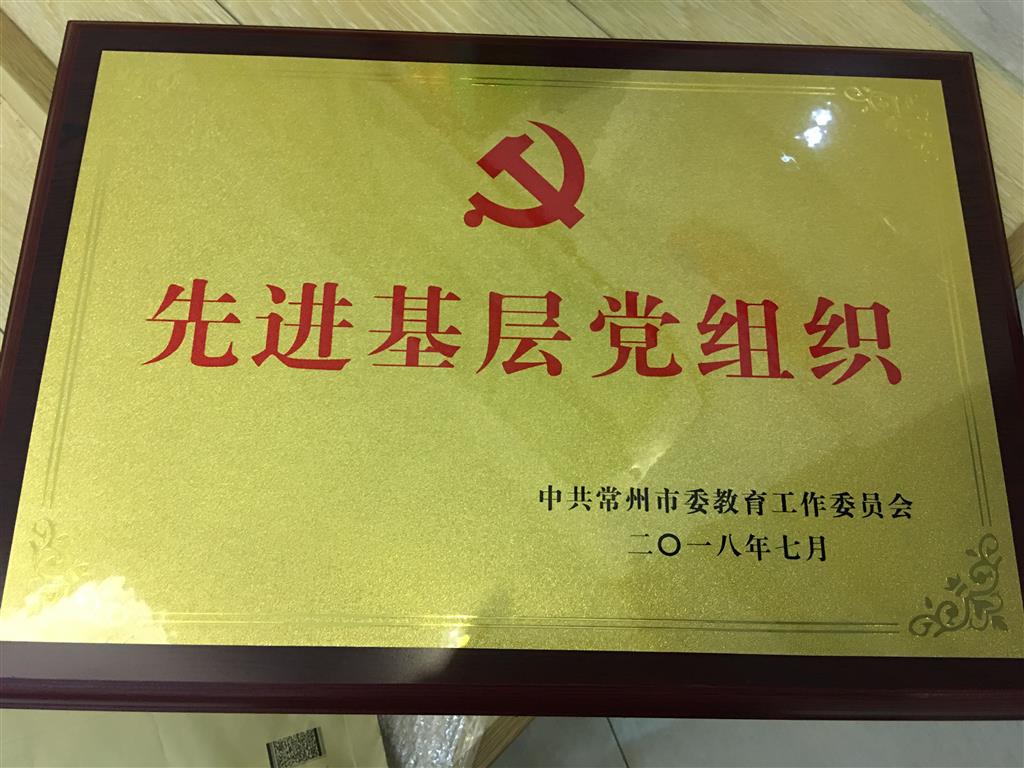 先进基层党组织
中共常州市委教育工作委员会
二〇一八年七月